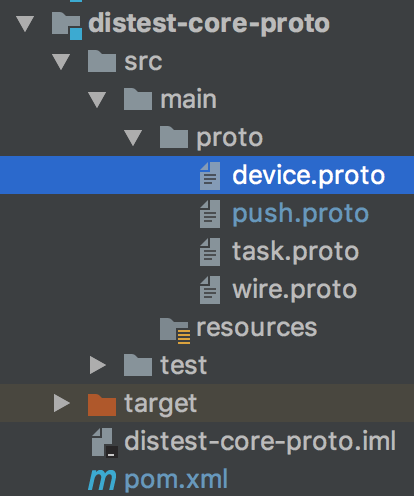 distest-core-proto
src
main
proto
device.proto
push.proto
task.proto
wire.proto
resources
test
target
distest-core-proto.iml
m pom.xml